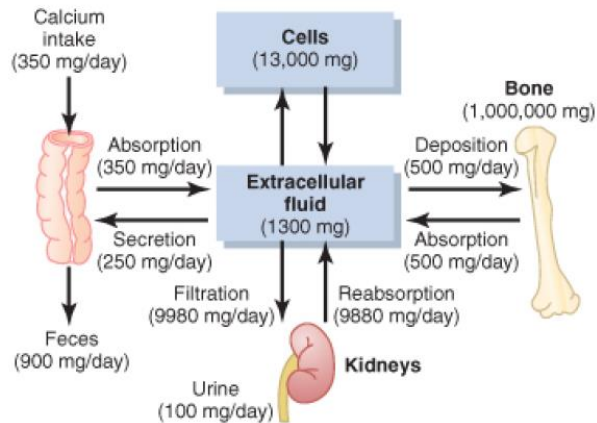 Calcium
intake
(350 mg/day)
Cells
(13,000 mg)
Bone
(1,000,000 mg)
Absorption
(350 mg/day)
Deposition
(500 mg/day)
Extracellular
fluid
(1300 mg)
Secretion
(250 mg/day)
Absorption
(500 mg/day)
Filtration
(9980 mg/day)
Reabsorption
(9880 mg/day)
Feces
(900 mg/day)
Kidneys
Urine
(100 mg/day)